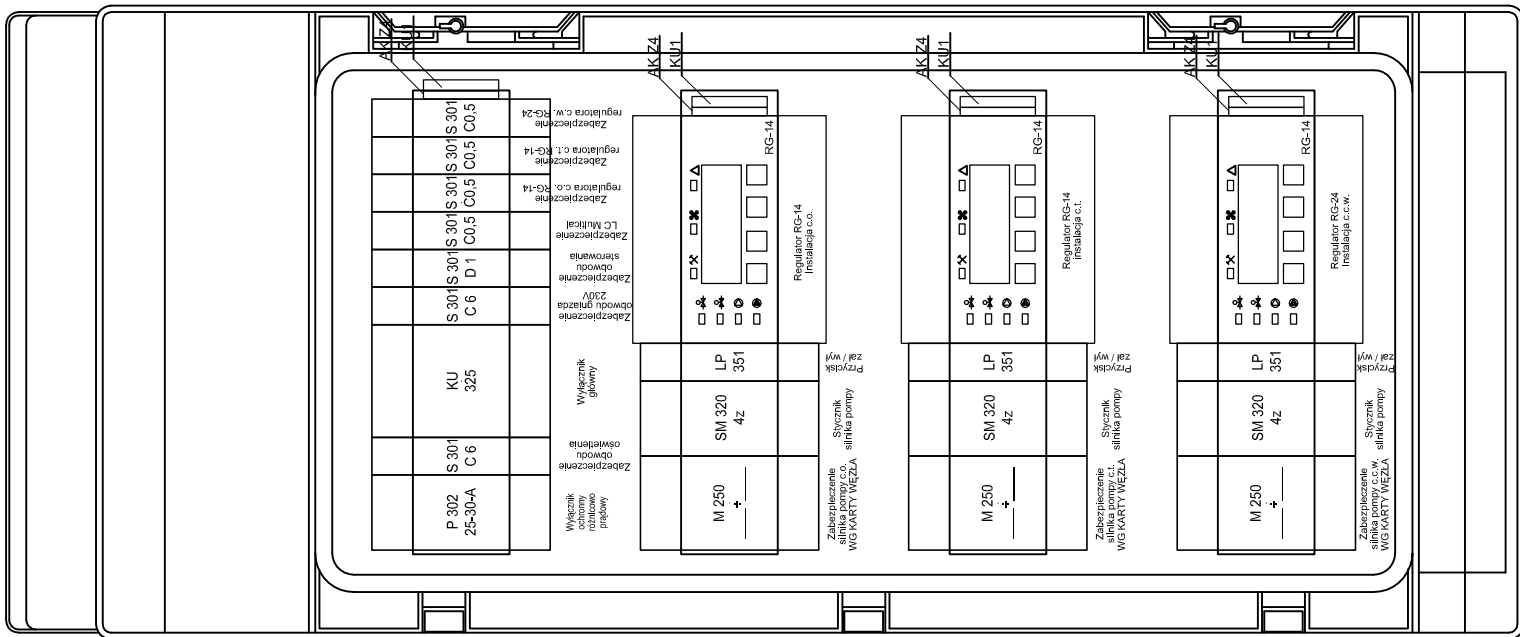 AK Z4
KU1
S 301
C0,5
Zabezpieczenie
regulatora c.w. RG-24
S 301
C0,5
Zabezpieczenie
regulatora c.t. RG-14
S 301
C0,5
Zabezpieczenie
regulatora c.o. RG-14
S 301
C0,5
Zabezpieczenie
LC Multical
S 301
D 1
Zabezpieczenie
obwodu
sterowania
S 301
C 6
Zabezpieczenie
obwodu gniazda
230V
KU
325
Wyłącznik
główny
S 301
C 6
Zabezpieczenie
obwodu
oświetlenia
P 302
25-30-A
Wyłącznik
ochronny
różnicowo
prądowy
AK Z4
KU1
RG-14
Regulator RG-14
Instalacja c.o.
LP
351
Przycisk
zał / wył
SM 320
4z
Stycznik
silnika pompy
M 250
÷
Zabezpieczenie
silnika pompy c.o.
WG KARTY WĘZŁA
AK Z4
KU1
RG-14
Regulator RG-14
Instalacja c.t.
LP
351
Przycisk
zał / wył
SM 320
4z
Stycznik
silnika pompy
M 250
÷
Zabezpieczenie
silnika pompy c.t.
WG KARTY WĘZŁA
AK Z4
KU1
RG-14
Regulator RG-24
Instalacja c.c.w.
LP
351
Przycisk
zał / wył
SM 320
4z
Stycznik
silnika pompy
M 250
÷
Zabezpieczenie
silnika pompy c.c.w.
WG KARTY WĘZŁA